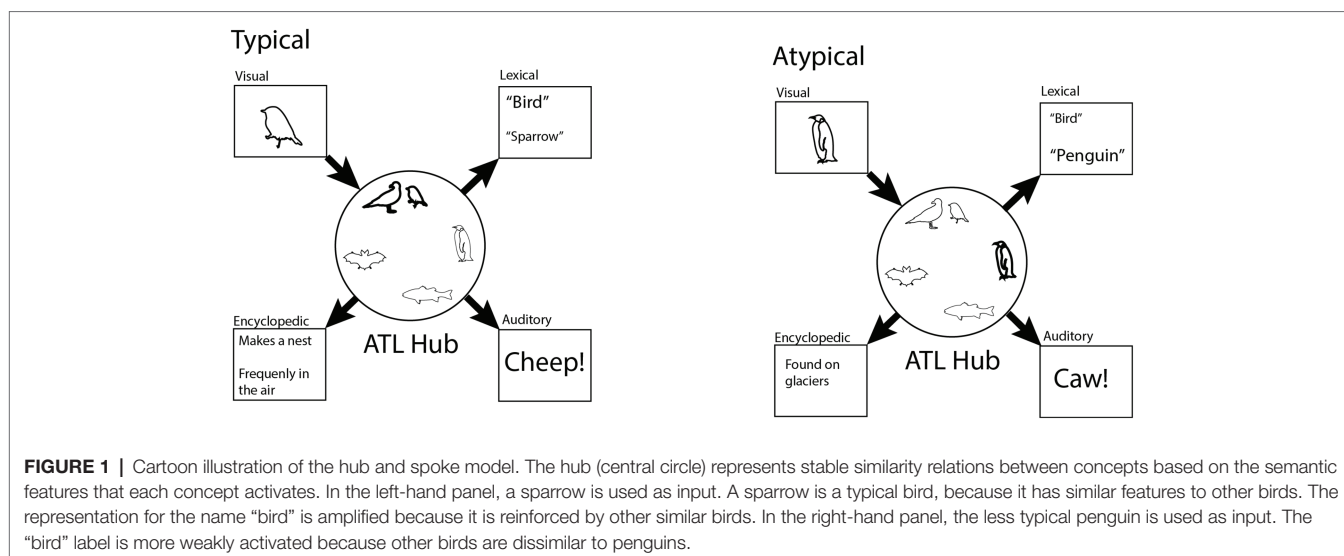 Typical
Visual
Lexical
“Bird”
“Sparrow”
Encyclopedic
Makes a nest
Frequenly in
the air
ATL Hub
Auditory
Cheep!
Atypical
Visual
Lexical
“Bird”
“Penguin”
Encyclopedic
Found on
glaciers
ATL Hub
Auditory
Caw!
FIGURE 1 | Cartoon illustration of the hub and spoke model. The hub (central circle) represents stable similarity relations between concepts based on the semantic
features that each concept activates. In the left-hand panel, a sparrow is used as input. A sparrow is a typical bird, because it has similar features to other birds. The
representation for the name “bird” is amplified because it is reinforced by other similar birds. In the right-hand panel, the less typical penguin is used as input. The
“bird” label is more weakly activated because other birds are dissimilar to penguins.